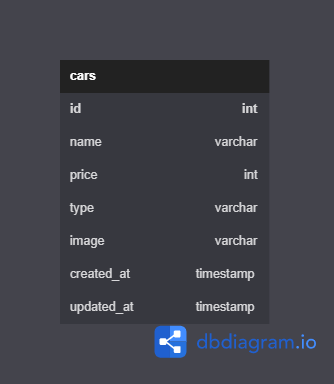 cars
id int
name varchar
price int
type varchar
image varchar
created_at timestamp
updated_at timestamp
dbdiagram.io